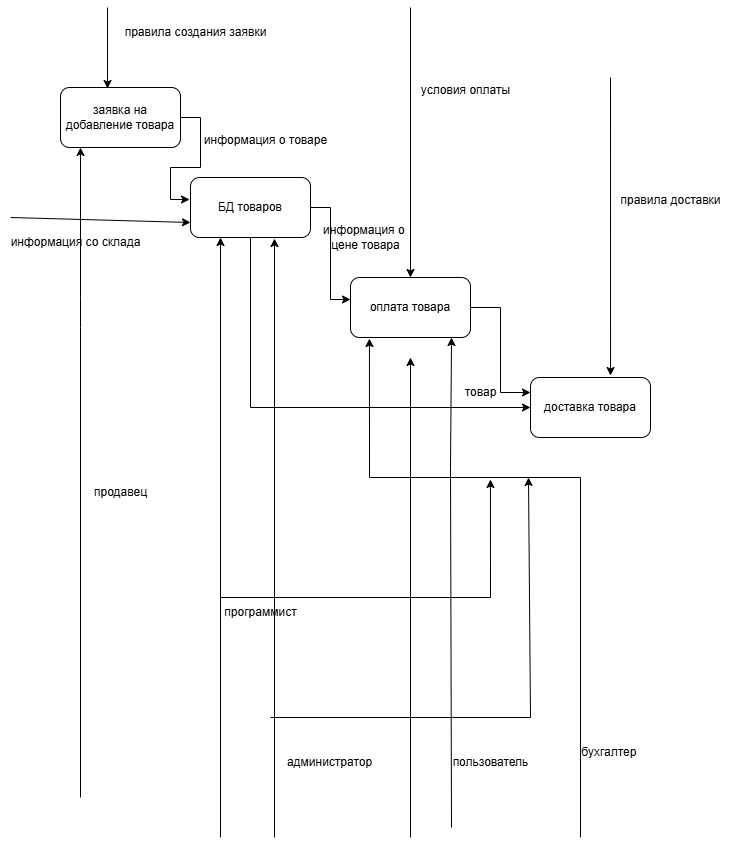 правила создания заявки
условия оплаты
заявка на
добавление товара
информация о товаре
правила доставки
БД товаров
информация о
цене товара
информация со склада
оплата товара
товар
доставка товара
продавец
программист
бухгалтер
администратор
пользователь